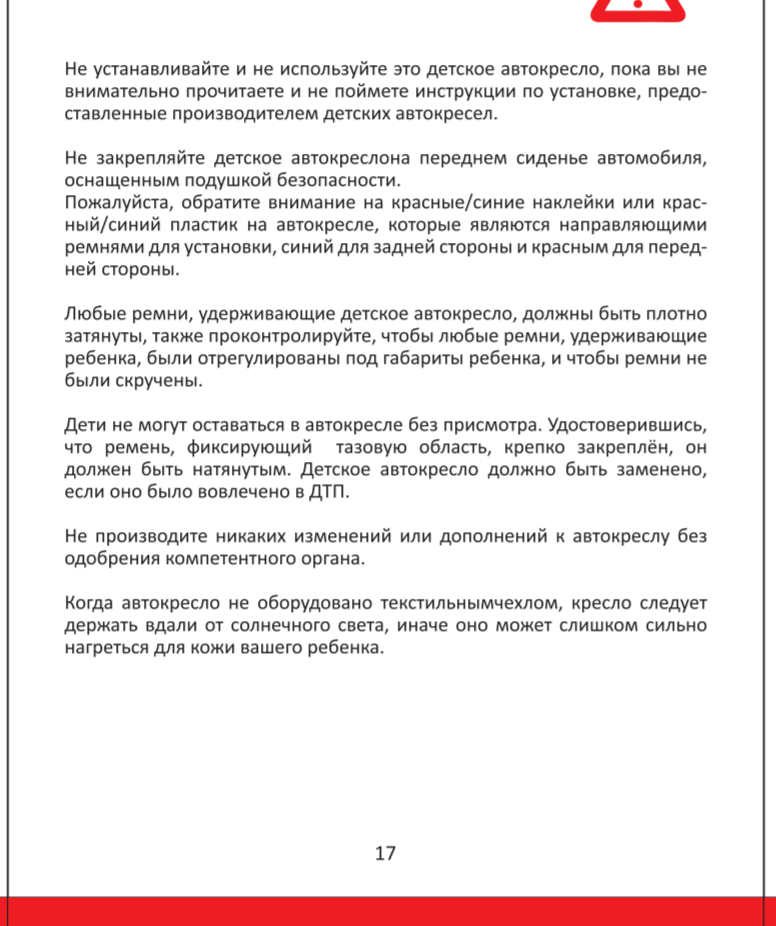 Не устанавливайте и не используйте это детское автокресло, пока вы не
внимательно прочитаете и не поймете инструкции по установке, предо-
ставленные производителем детских автокресел.
Не закрепляйте детское автокреслона переднем сиденье автомобиля,
оснащенным подушкой безопасности.
Пожалуйста, обратите внимание на красные/синие наклейки или крас-
ный/синий пластик на автокресле, которые являются направляющими
ремнями для установки, синий для задней стороны и красным для перед-
ней стороны.
Любые ремни, удерживающие детское автокресло, должны быть плотно
затянуты, также проконтролируйте, чтобы любые ремни, удерживающие
ребенка, были отрегулированы под габариты ребенка, и чтобы ремни не
были скручены.
Дети не могут оставаться в автокресле без присмотра. Удостоверившись,
что ремень, фиксирующий тазовую область, крепко закреплён, он
должен быть натянутым. Детское автокресло должно быть заменено,
если оно было вовлечено в ДТП.
Не производите никаких изменений или дополнений к автокреслу без
одобрения компетентного органа.
Когда автокресло не оборудовано текстильнымчехлом, кресло следует
держать вдали от солнечного света, иначе оно может слишком сильно
нагреться для кожи вашего ребенка.
17